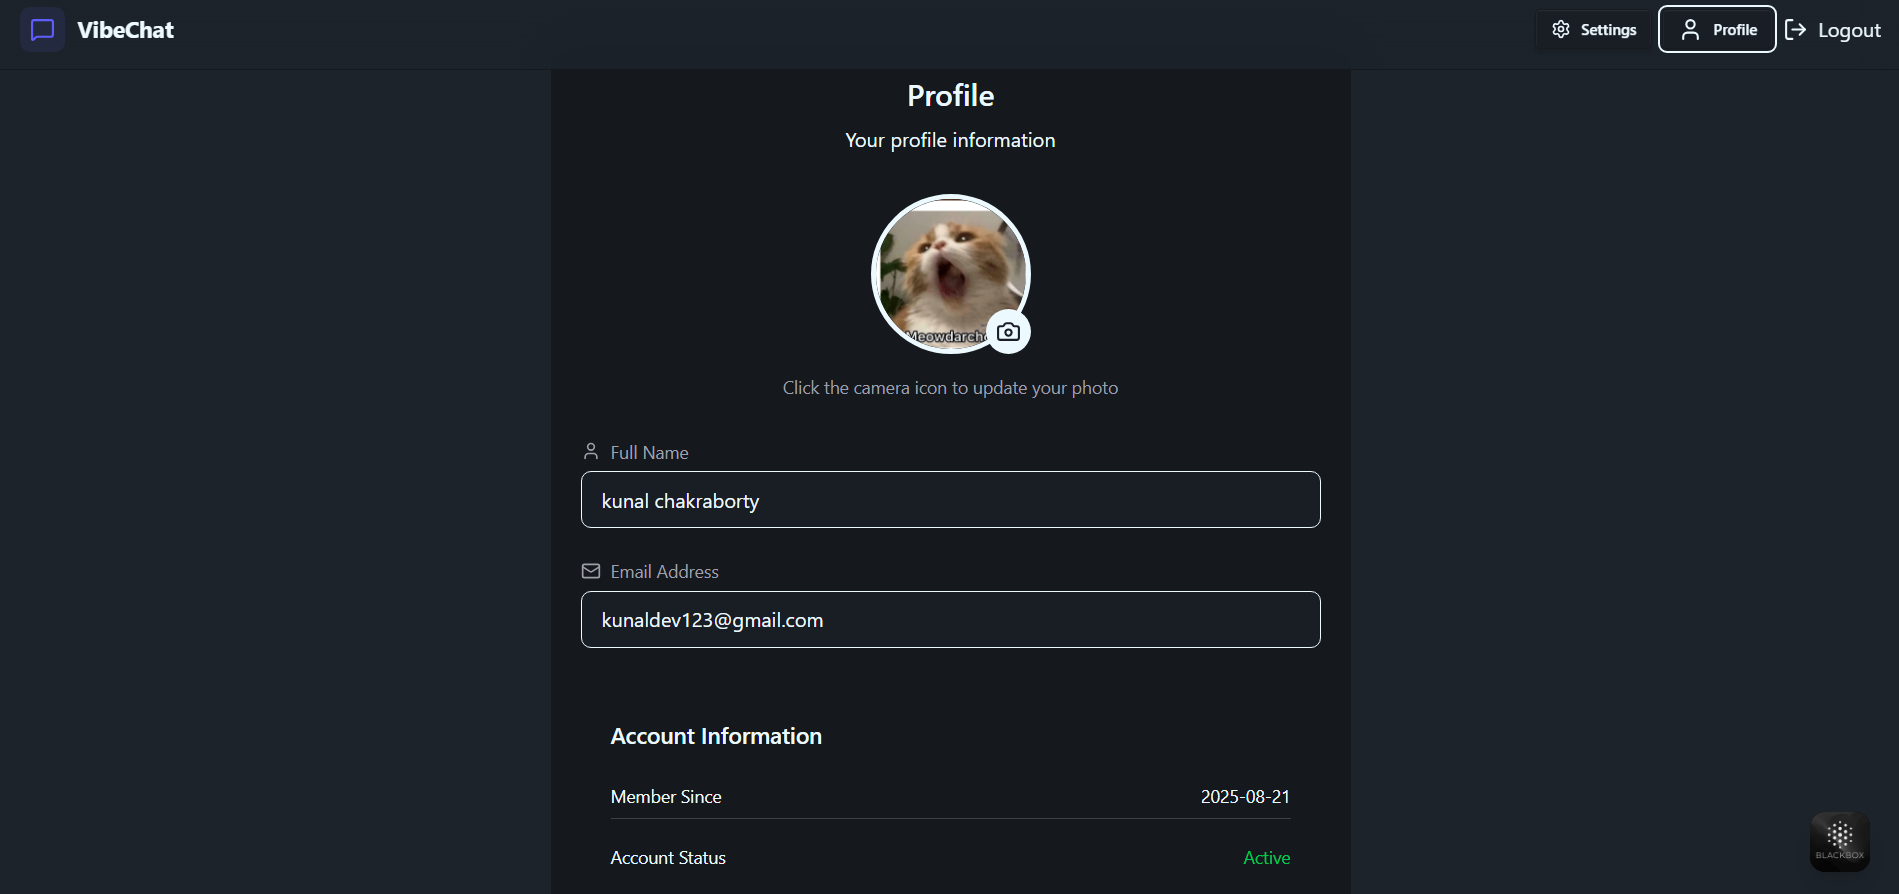 VibeChat
Settings
Profile
Logout
Profile
Your profile information
Click the camera icon to update your photo
Full Name
kunal chakraborty
Email Address
kunaldev123@gmail.com
Account Information
Member Since 2025-08-21
Account Status Active
BLACKBOX